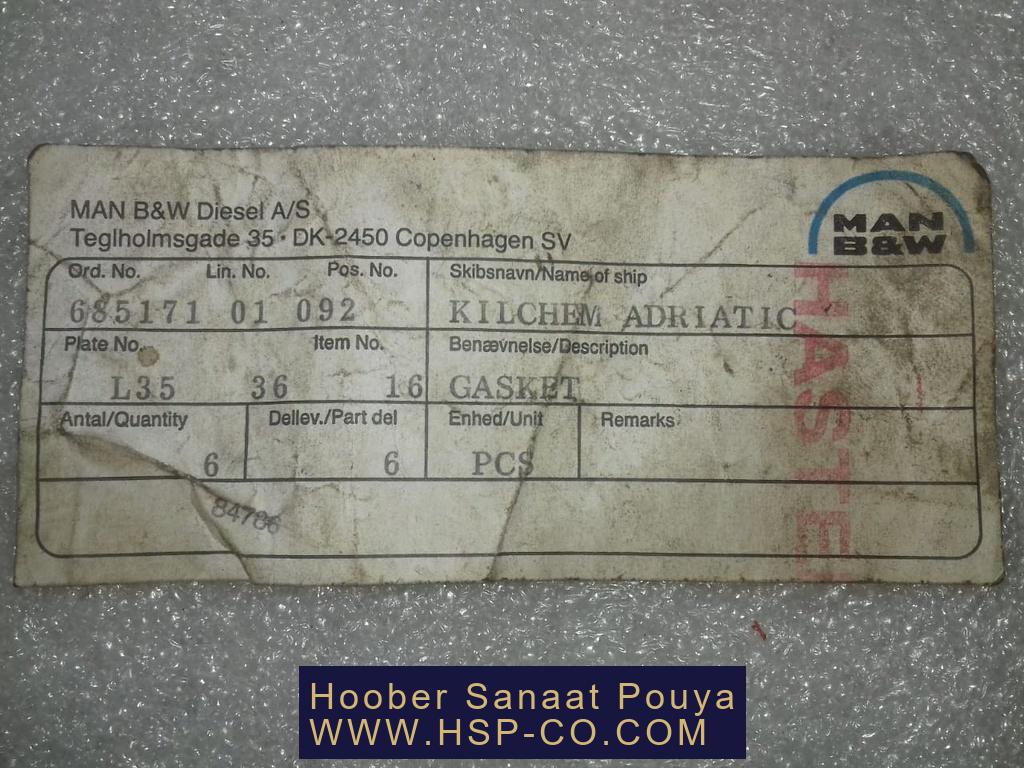 MAN B&W Diesel A/S
Teglholmsgade 35 · DK-2450 Copenhagen SV
MAN
B&W
Ord. No. Lin. No. Pos. No. Skibsnavn/Name of ship
685171 01 092 KILCHEM ADRIATIC
Plate No. Item No. Benævnelse/Description
L35 36 16 GASKET
Antal/Quantity Dellev./Part del Enhed/Unit Remarks
6 6 PCS
84786
HASTE
Hoober Sanaat Pouya
WWW.HSP-CO.COM